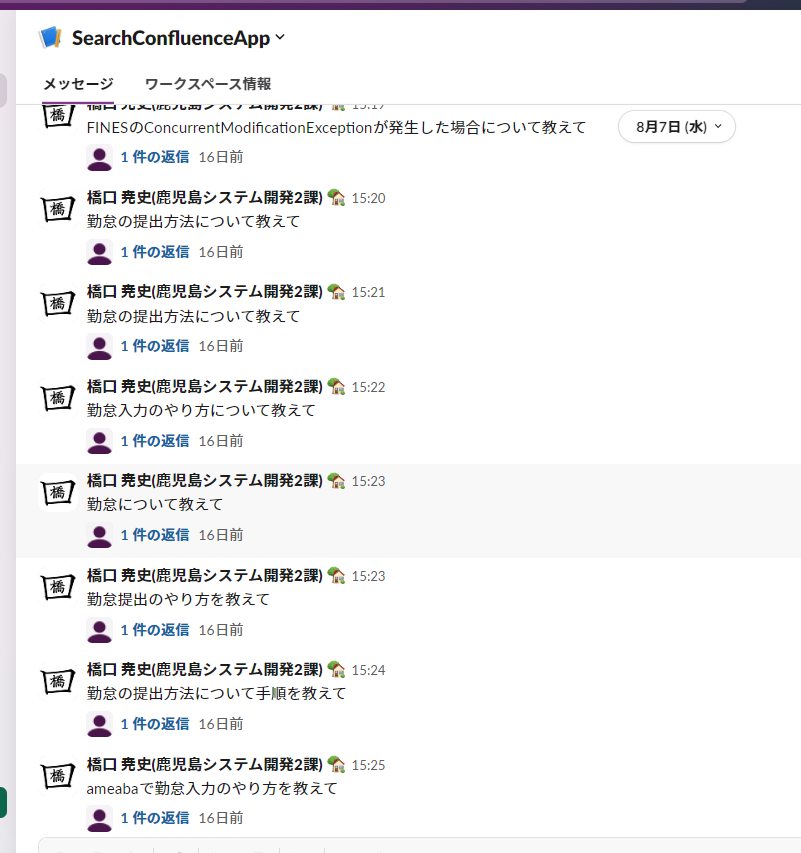 SearchConfluenceApp
メッセージ ワークスペース情報
橋口 尭史(鹿児島システム開発2課) 15:19
FINESのConcurrentModificationExceptionが発生した場合について教えて
8月7日 (水)
1 件の返信 16日前
橋
橋口 尭史(鹿児島システム開発2課) 15:20
勤怠の提出方法について教えて
1 件の返信 16日前
橋
橋口 尭史(鹿児島システム開発2課) 15:21
勤怠の提出方法について教えて
1 件の返信 16日前
橋
橋口 尭史(鹿児島システム開発2課) 15:22
勤怠入力のやり方について教えて
1 件の返信 16日前
橋
橋口 尭史(鹿児島システム開発2課) 15:23
勤怠について教えて
1 件の返信 16日前
橋
橋口 尭史(鹿児島システム開発2課) 15:23
勤怠提出のやり方を教えて
1 件の返信 16日前
橋
橋口 尭史(鹿児島システム開発2課) 15:24
勤怠の提出方法について手順を教えて
1 件の返信 16日前
橋
橋口 尭史(鹿児島システム開発2課) 15:25
ameabaで勤怠入力のやり方を教えて
1 件の返信 16日前
橋